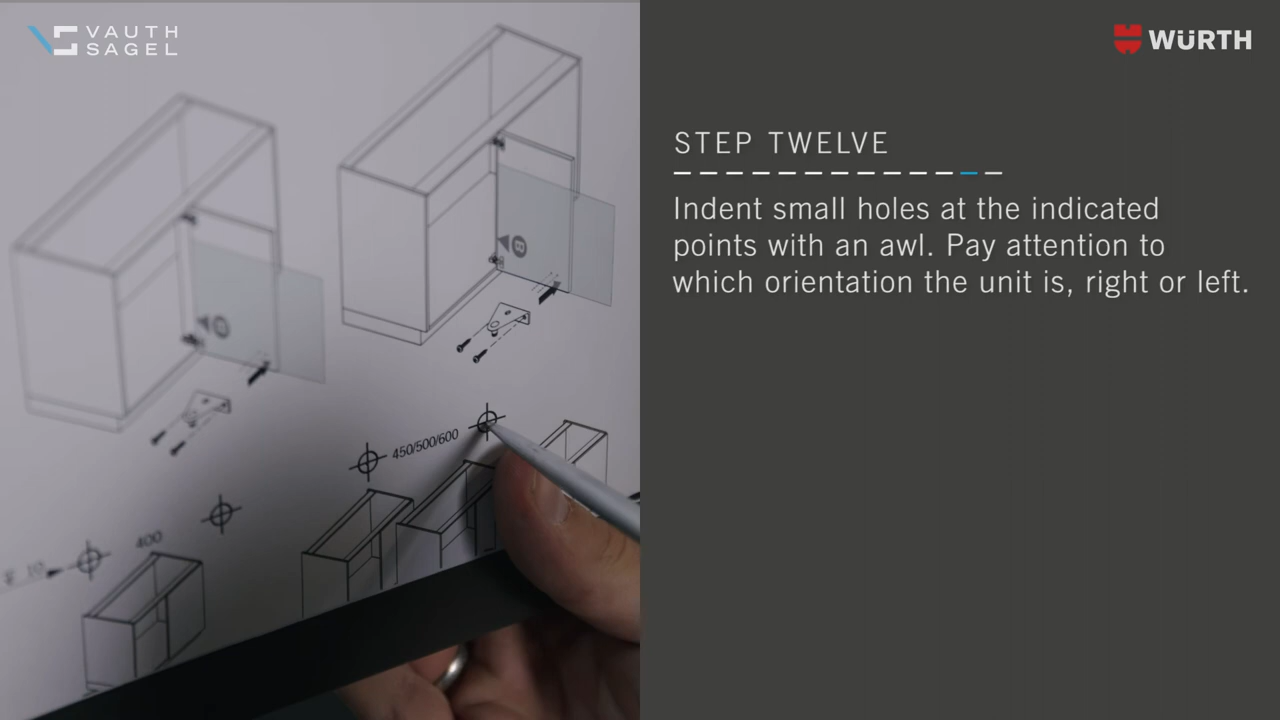 VAUTH
SAGEL
WÜRTH
STEP TWELVE
Indent small holes at the indicated
points with an awl. Pay attention to
which orientation the unit is, right or left.
B
450/500/600
400
10